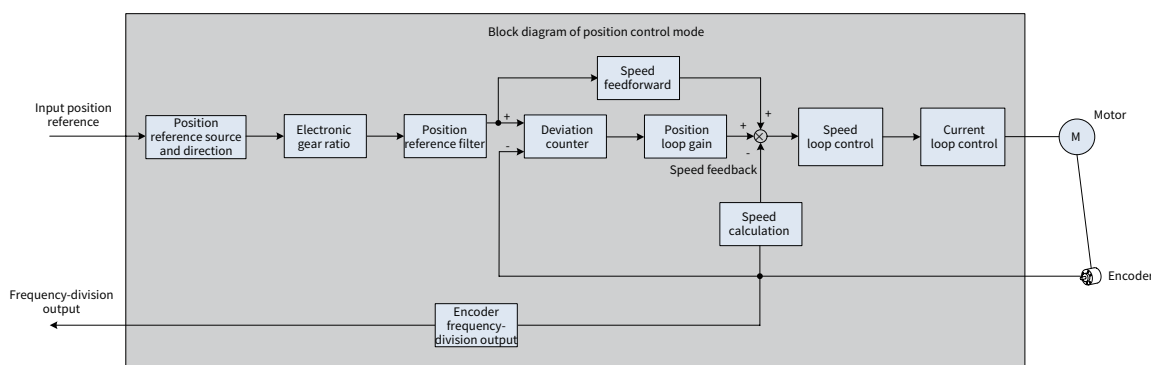 Block diagram of position control mode
Speed
feedforward
Input position
reference
Position
reference source
and direction
Electronic
gear ratio
Position
reference filter
+
-
Deviation
counter
Position
loop gain
+
+
-
Speed feedback
Speed
loop control
Current
loop control
Motor
M
Speed
calculation
Encoder
Frequency-division
output
Encoder
frequency-
division output